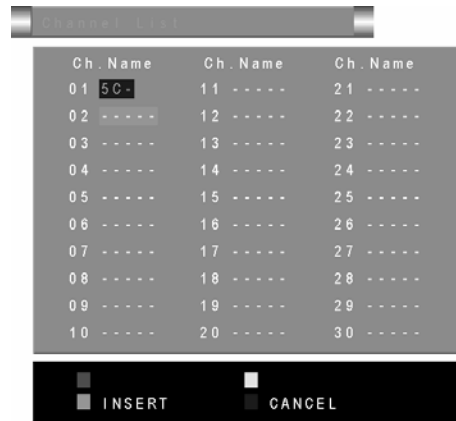 Channel List
Ch.Name Ch.Name Ch.Name
01 5C- 11 ----- 21 -----
02 ----- 12 ----- 22 -----
03 ----- 13 ----- 23 -----
04 ----- 14 ----- 24 -----
05 ----- 15 ----- 25 -----
06 ----- 16 ----- 26 -----
07 ----- 17 ----- 27 -----
08 ----- 18 ----- 28 -----
09 ----- 19 ----- 29 -----
10 ----- 20 ----- 30 -----
INSERT CANCEL